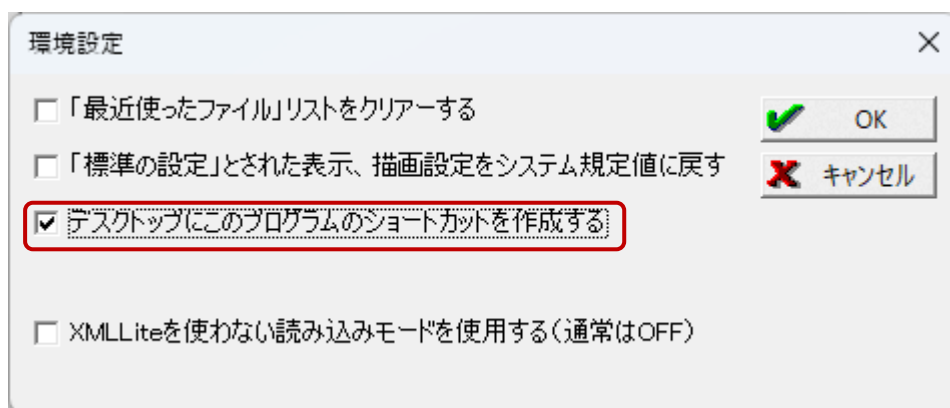 環境設定
「最近使ったファイル」リストをクリアーする
OK
「標準の設定」とされた表示、描画設定をシステム規定値に戻す
キャンセル
デスクトップにこのプログラムのショートカットを作成する
XMLLiteを使わない読み込みモードを使用する(通常はOFF)